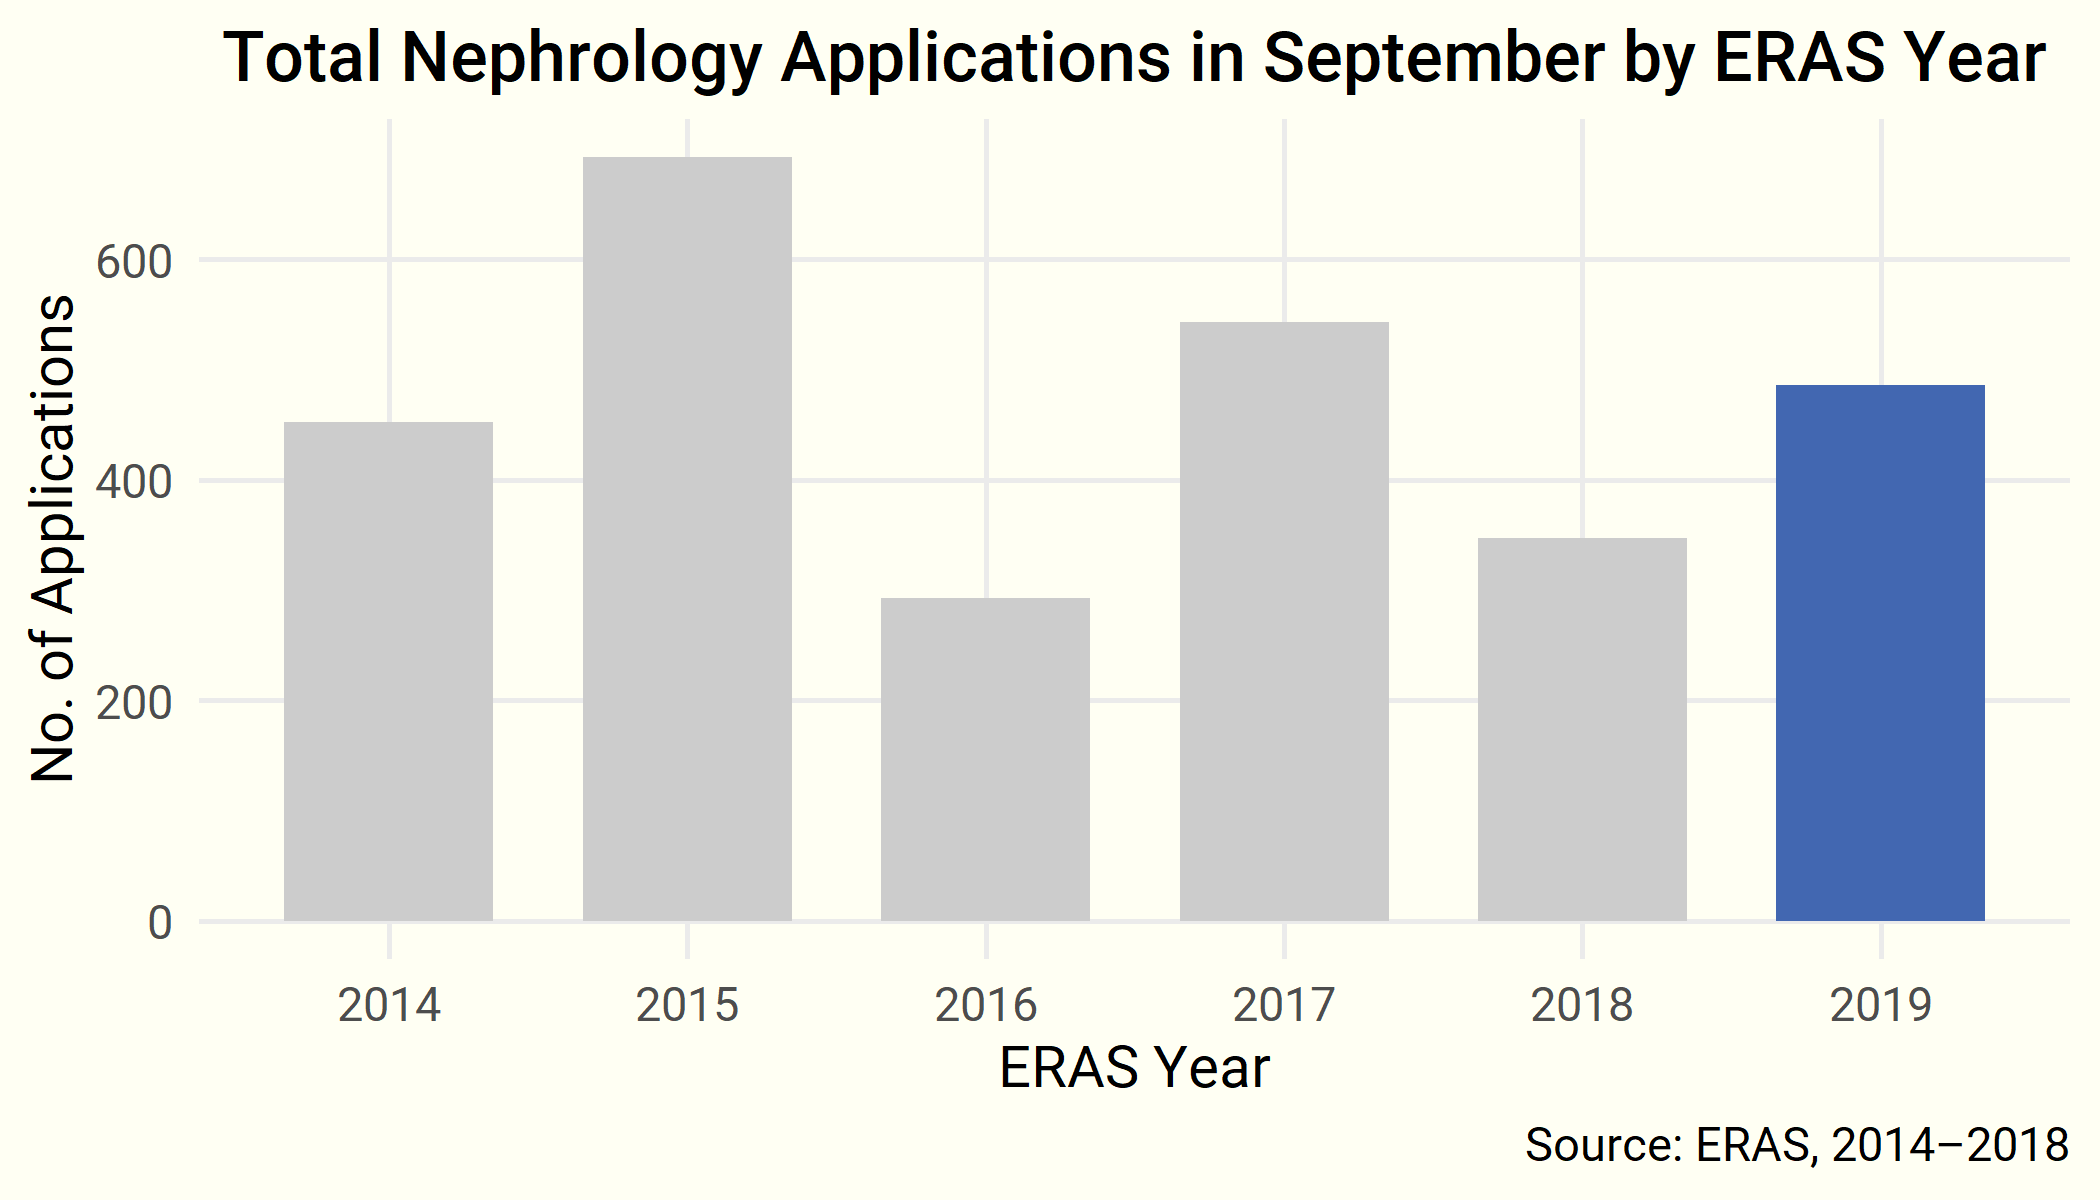 Total Nephrology Applications in September by ERAS Year
No. of Applications
600
400
200
0
2014 2015 2016 2017 2018 2019
ERAS Year
Source: ERAS, 2014–2018